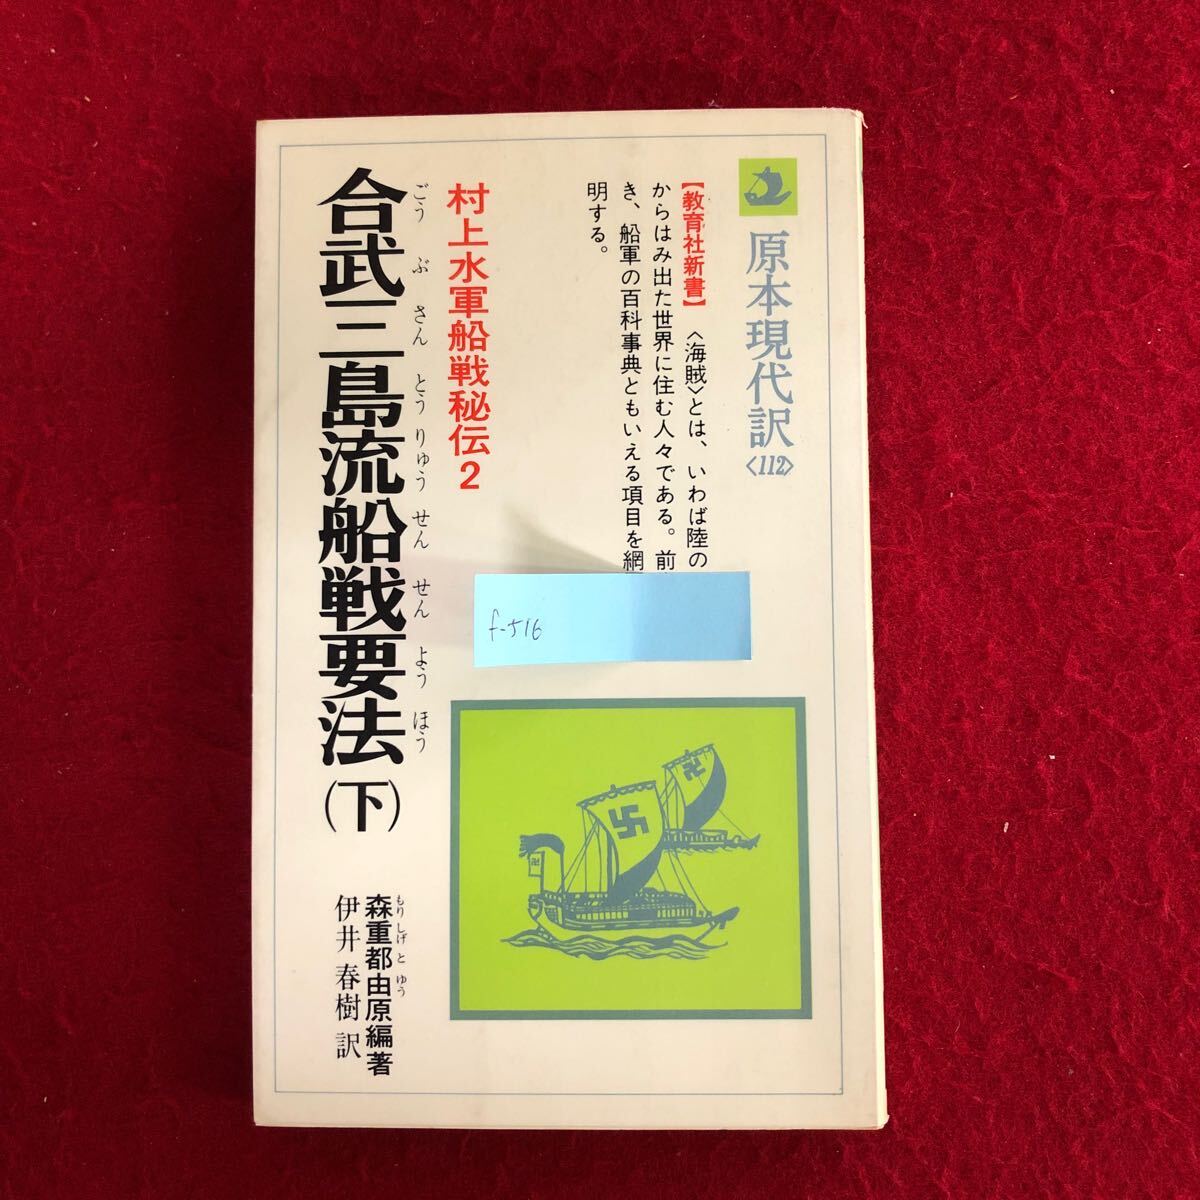 原本現代訳
〈112〉
【教育社新書】〈海賊〉とは、いわば陸の
からはみ出た世界に住む人々である。前
き、船軍の百科事典ともいえる項目を網
明する。
村上水軍船戦秘伝2
ごうぶさんとうりゅうせんせんようほう
合武三島流船戦要法(下)
もりしげとゆう
森重都由原編著
伊井春樹訳
f-516